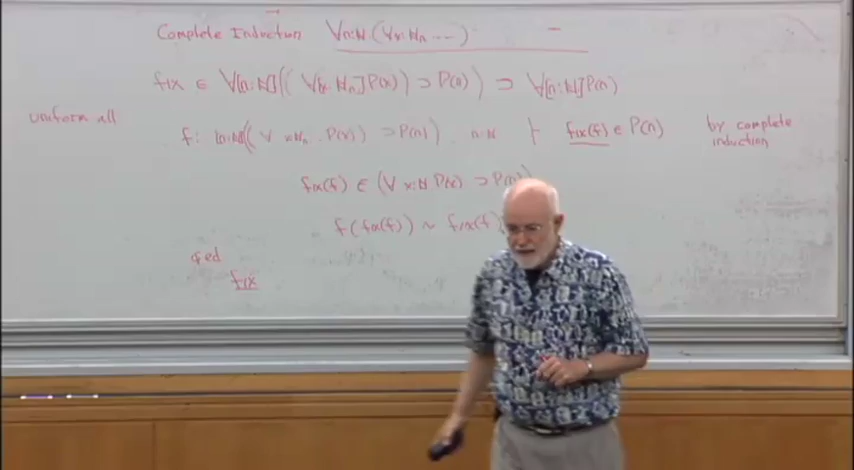 Complete Induction ∀n:N (∀x:Nn ...)
fix ∈ ∀[n:N]((∀[x:Nn]P(x)) ⊃ P(n)) ⊃ ∀[n:N]P(n)
uniform all
f: [n:N]((∀ x:Nn . P(x)) ⊃ P(n)) . n:N ⊢ fix(f) ∈ P(n) by complete induction
fix(f) ∈ (∀ x:N P(x) ⊃ P(n))
f(fix(f)) ~ fix(f)
qed
fix